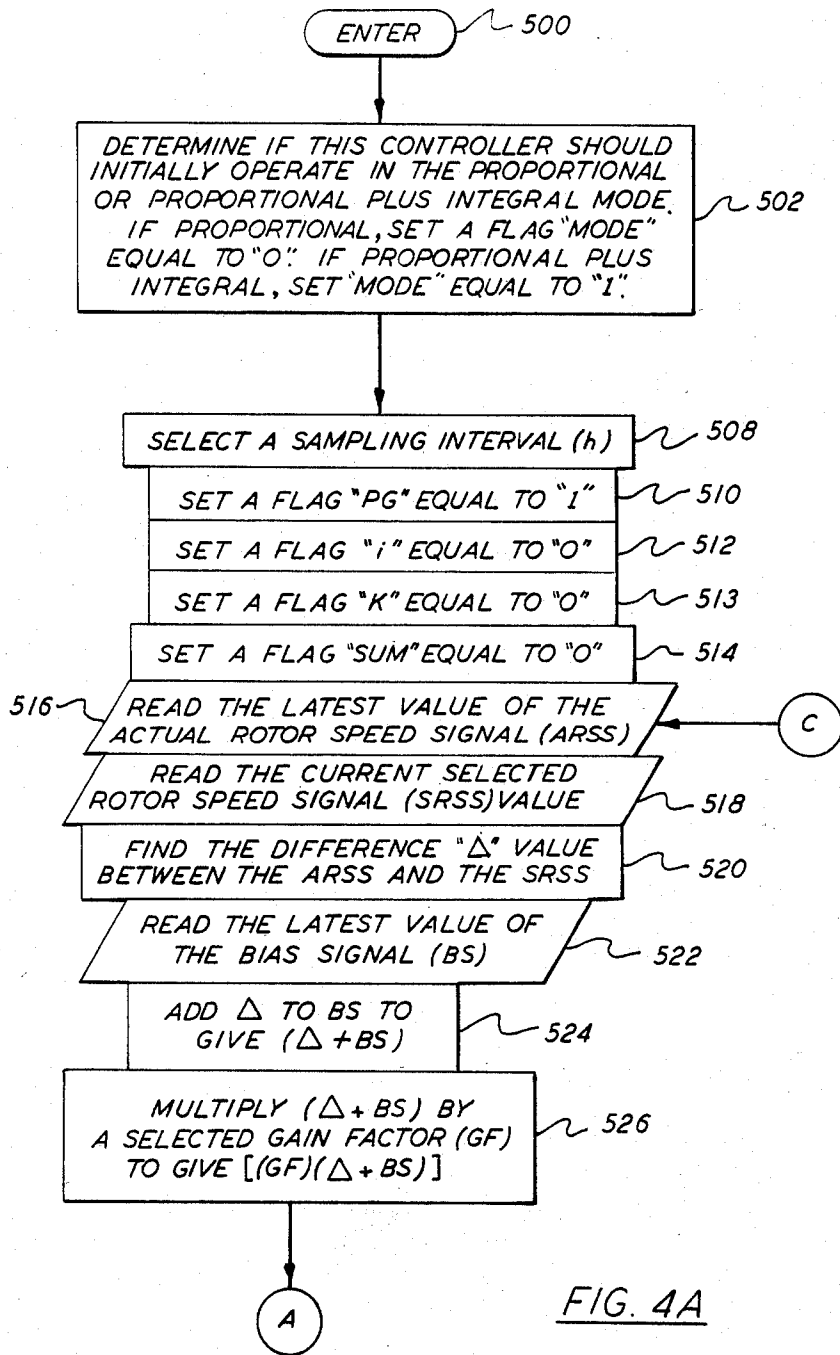 ENTER
500
DETERMINE IF THIS CONTROLLER SHOULD
INITIALLY OPERATE IN THE PROPORTIONAL
OR PROPORTIONAL PLUS INTEGRAL MODE.
IF PROPORTIONAL, SET A FLAG "MODE"
EQUAL TO "0". IF PROPORTIONAL PLUS
INTEGRAL, SET "MODE" EQUAL TO "1".
502
SELECT A SAMPLING INTERVAL (h)
508
SET A FLAG "PG" EQUAL TO "1"
510
SET A FLAG "i" EQUAL TO "0"
512
SET A FLAG "K" EQUAL TO "0"
513
SET A FLAG "SUM" EQUAL TO "0"
514
516
READ THE LATEST VALUE OF THE
ACTUAL ROTOR SPEED SIGNAL (ARSS)
C
READ THE CURRENT SELECTED
ROTOR SPEED SIGNAL (SRSS) VALUE
518
FIND THE DIFFERENCE "Δ" VALUE
BETWEEN THE ARSS AND THE SRSS
520
READ THE LATEST VALUE OF
THE BIAS SIGNAL (BS)
522
ADD Δ TO BS TO
GIVE (Δ+BS)
524
MULTIPLY (Δ+BS) BY
A SELECTED GAIN FACTOR (GF)
TO GIVE [(GF)(Δ+BS)]
526
A
FIG. 4A